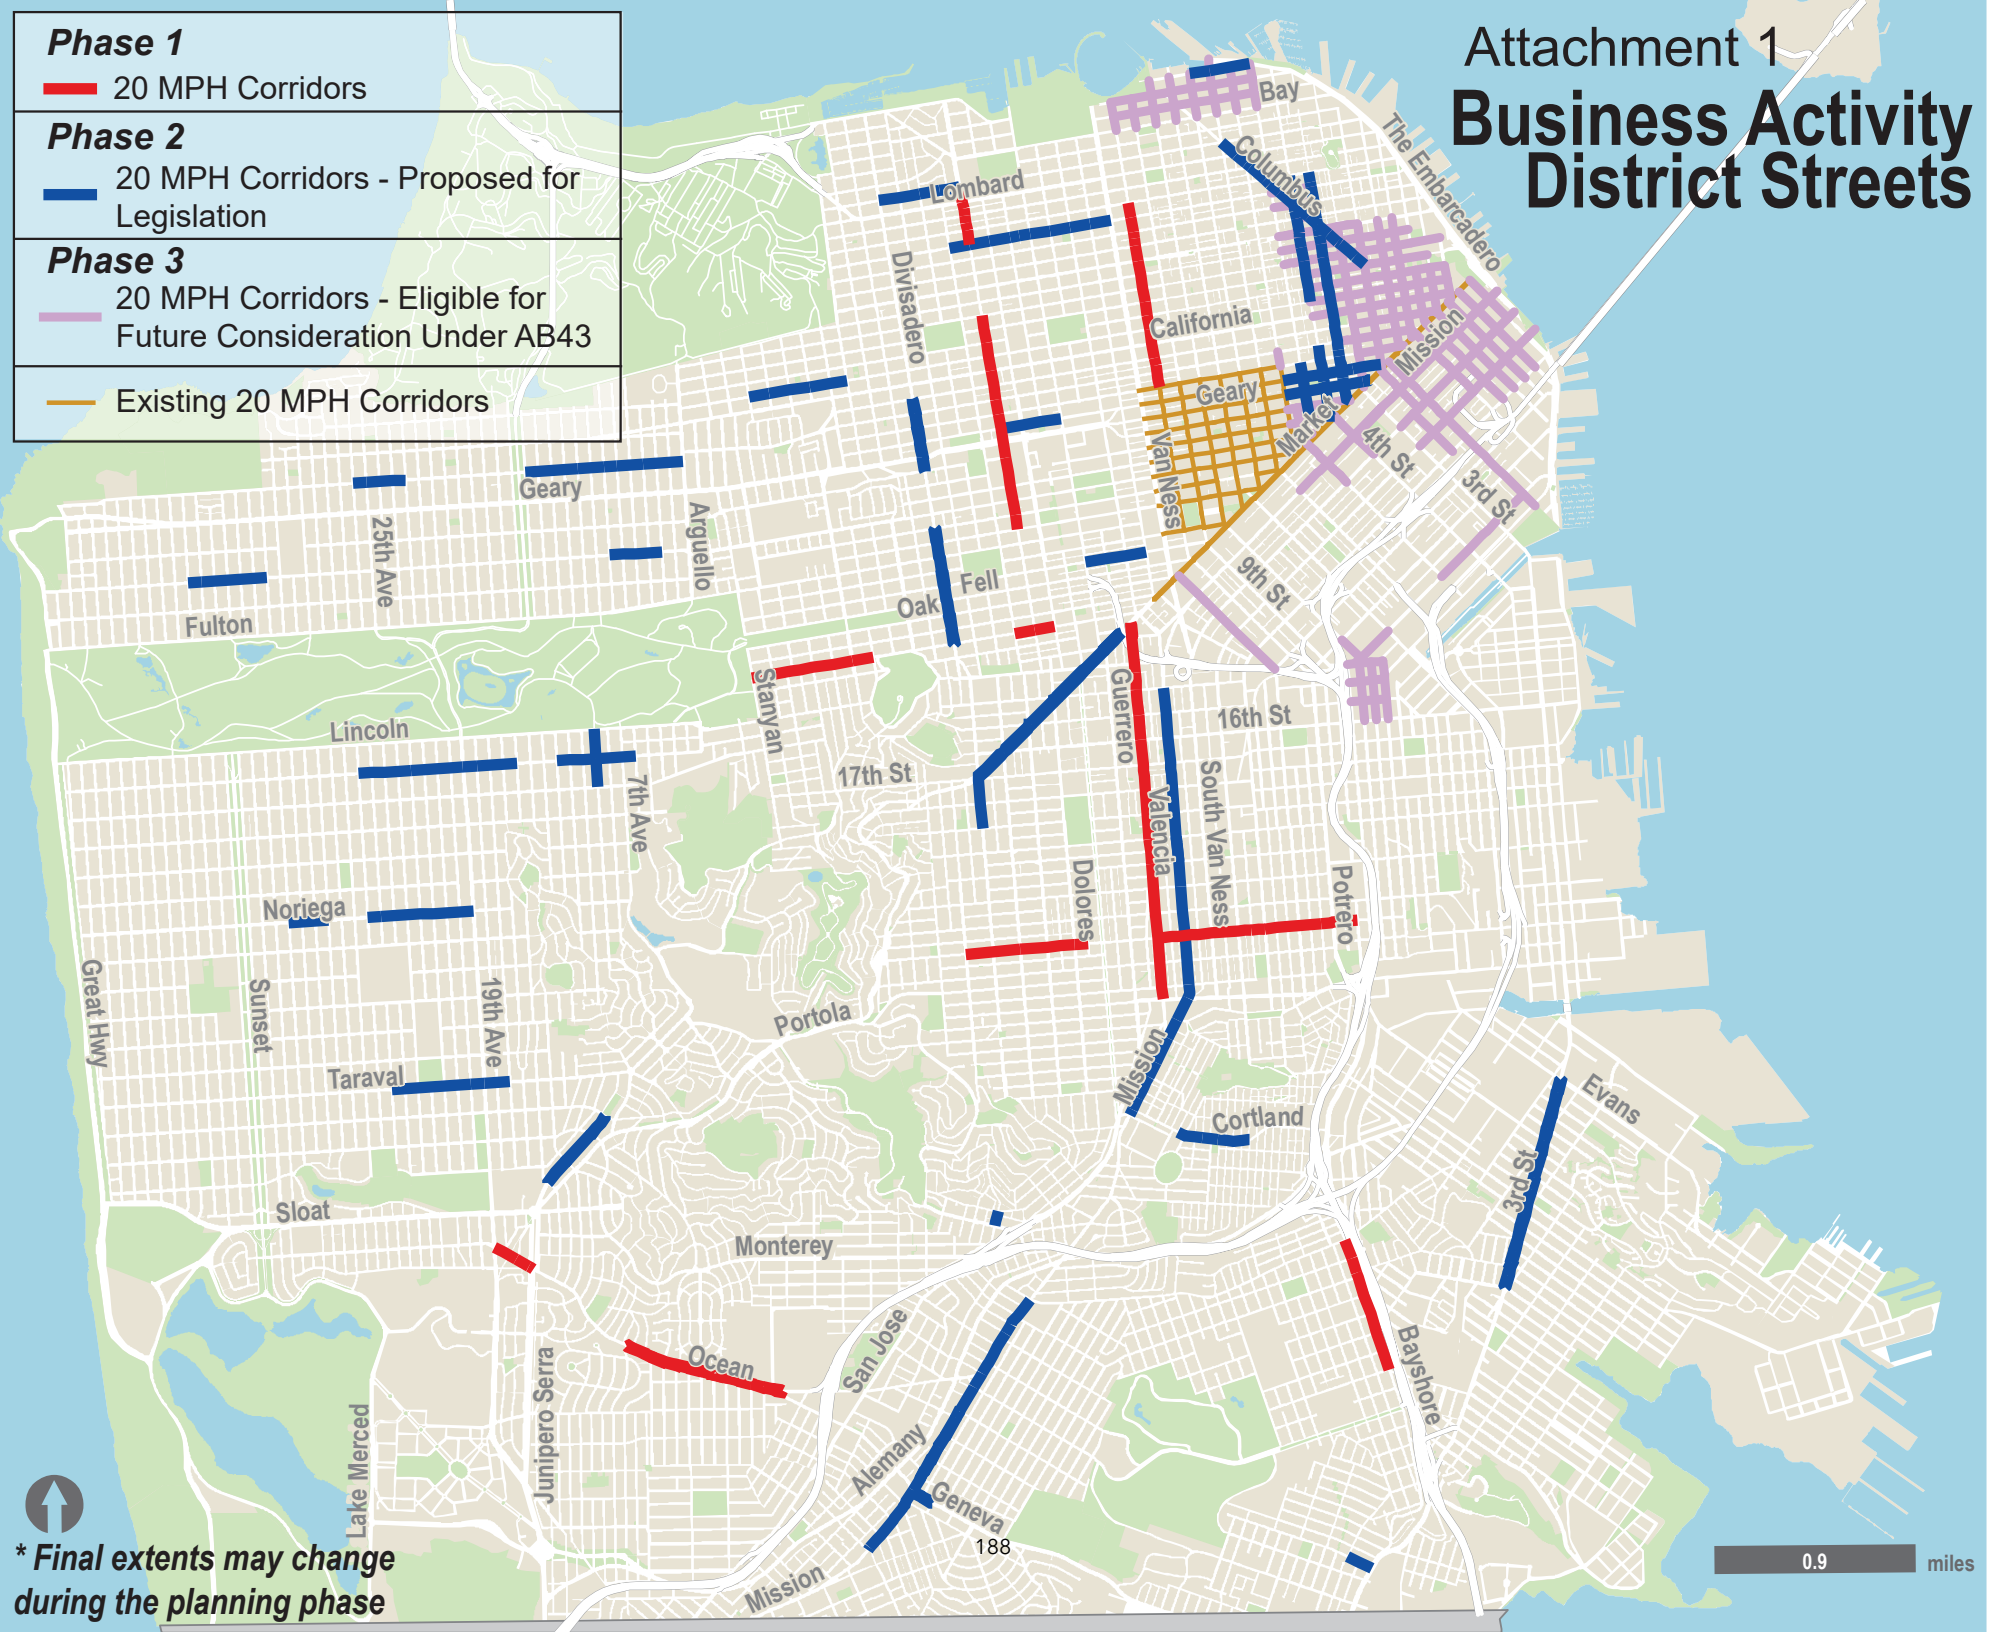 Phase 1
20 MPH Corridors
Phase 2
20 MPH Corridors - Proposed for
Legislation
Phase 3
20 MPH Corridors - Eligible for
Future Consideration Under AB43
Existing 20 MPH Corridors
Attachment 1
Business Activity
District Streets
Bay
The Embarcadero
Columbus
Lombard
Divisadero
California
Mission
Geary
Market
Van Ness
4th St
3rd St
Geary
25th Ave
Arguello
9th St
Fell
Oak
Fulton
Stanyan
Guerrero
16th St
Lincoln
17th St
7th Ave
Valencia
South Van Ness
Potrero
Dolores
Noriega
Great Hwy
Sunset
19th Ave
Portola
Mission
Taraval
Cortland
Evans
3rd St
Sloat
Monterey
San Jose
Ocean
Bayshore
Junipero Serra
Lake Merced
Alemany
Geneva
188
Mission
* Final extents may change
during the planning phase
0.9
miles